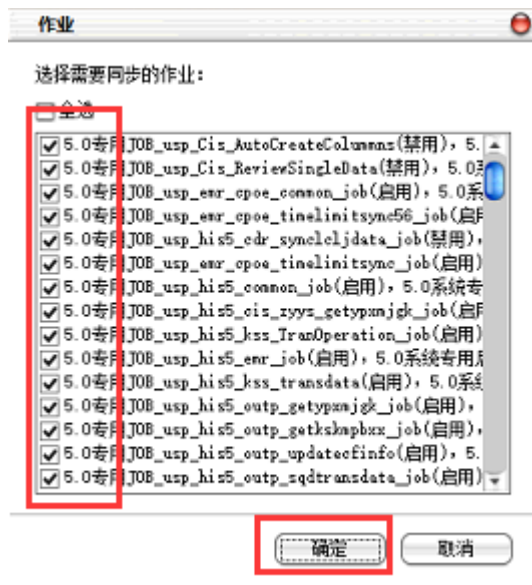 作业
选择需要同步的作业:
全选
5.0专用JOB_usp_Cis_AutoCreateColumns(禁用), 5.
5.0专用JOB_usp_Cis_ReviewSingleData(禁用), 5.0系
5.0专用JOB_usp_emr_cpoe_common_job(启用), 5.0系
5.0专用JOB_usp_emr_cpoe_timelimitsync56_job(启用
5.0专用JOB_usp_his5_cdr_synclcljdata_job(禁用),
5.0专用JOB_usp_emr_cpoe_timelimitsync_job(启用)
5.0专用JOB_usp_his5_common_job(启用), 5.0系统专
5.0专用JOB_usp_his5_cis_zyys_getypxmjgk_job(启用
5.0专用JOB_usp_his5_kss_TranOperation_job(启用)
5.0专用JOB_usp_his5_emr_job(启用), 5.0系统专用后
5.0专用JOB_usp_his5_kss_transdata(启用), 5.0系统
5.0专用JOB_usp_his5_outp_getypxmjgk_job(启用),
5.0专用JOB_usp_his5_outp_getkskmpbxx_job(启用),
5.0专用JOB_usp_his5_outp_updatecfinfo(启用), 5.
5.0专用JOB_usp_his5_outp_sqdtransdata_job(启用)
确定
取消